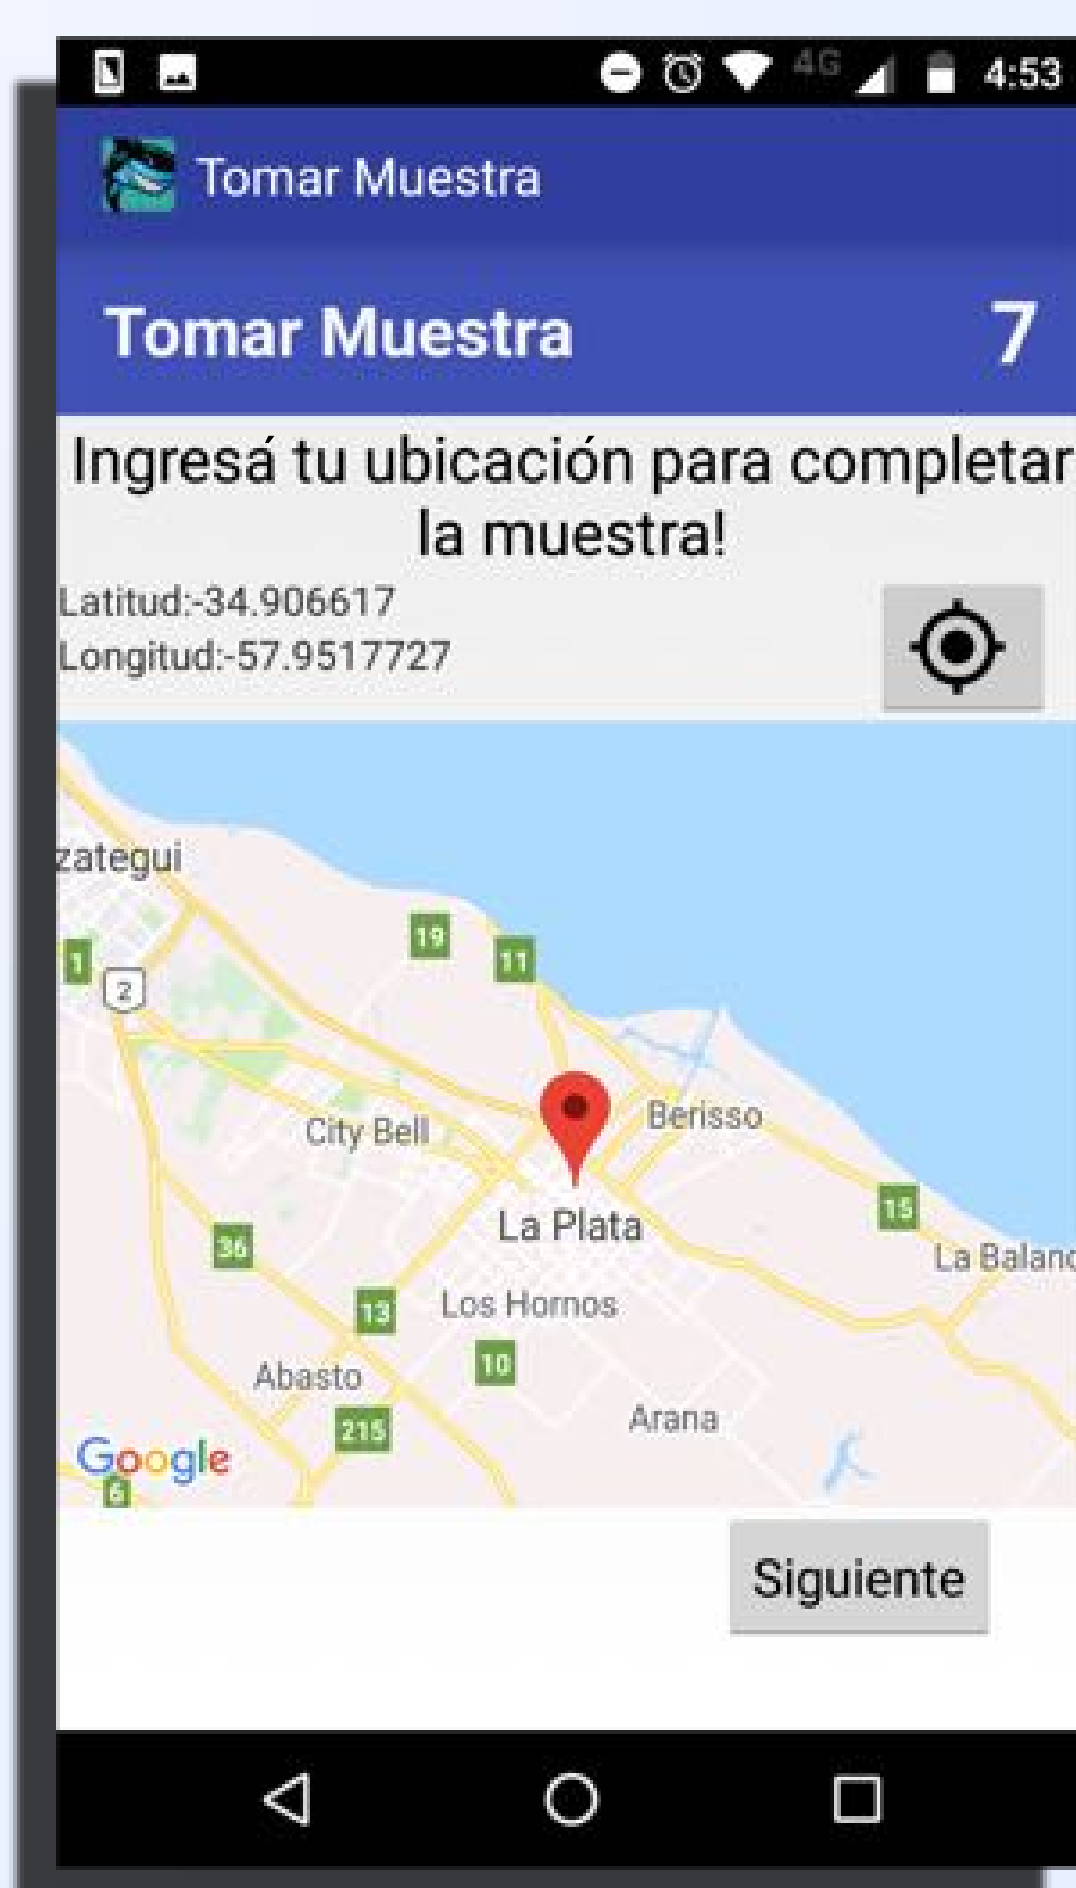 4G 4:53
Tomar Muestra
Tomar Muestra 7
Ingresá tu ubicación para completar
la muestra!
Latitud:-34.906617
Longitud:-57.9517727
zategui
19
11
1
2
City Bell
Berisso
La Plata
15
36
La Balanc
13
Los Hornos
10
Abasto
215
Arana
Google
6
Siguiente